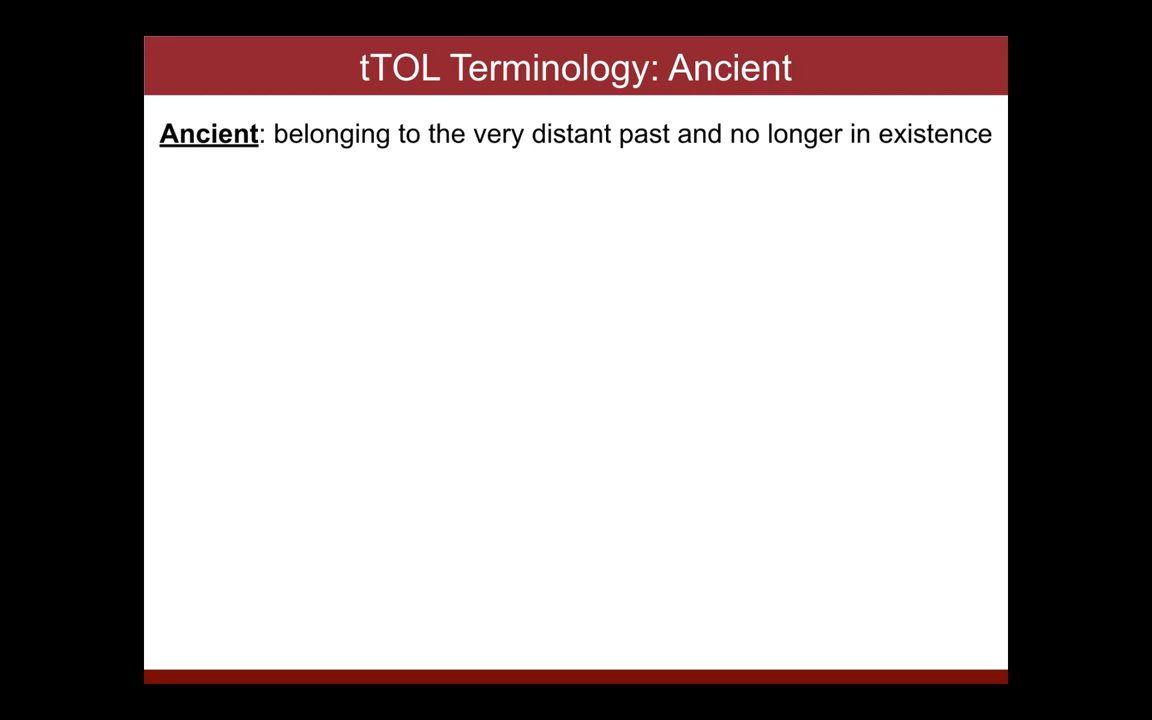 tTOL Terminology: Ancient
Ancient: belonging to the very distant past and no longer in existence